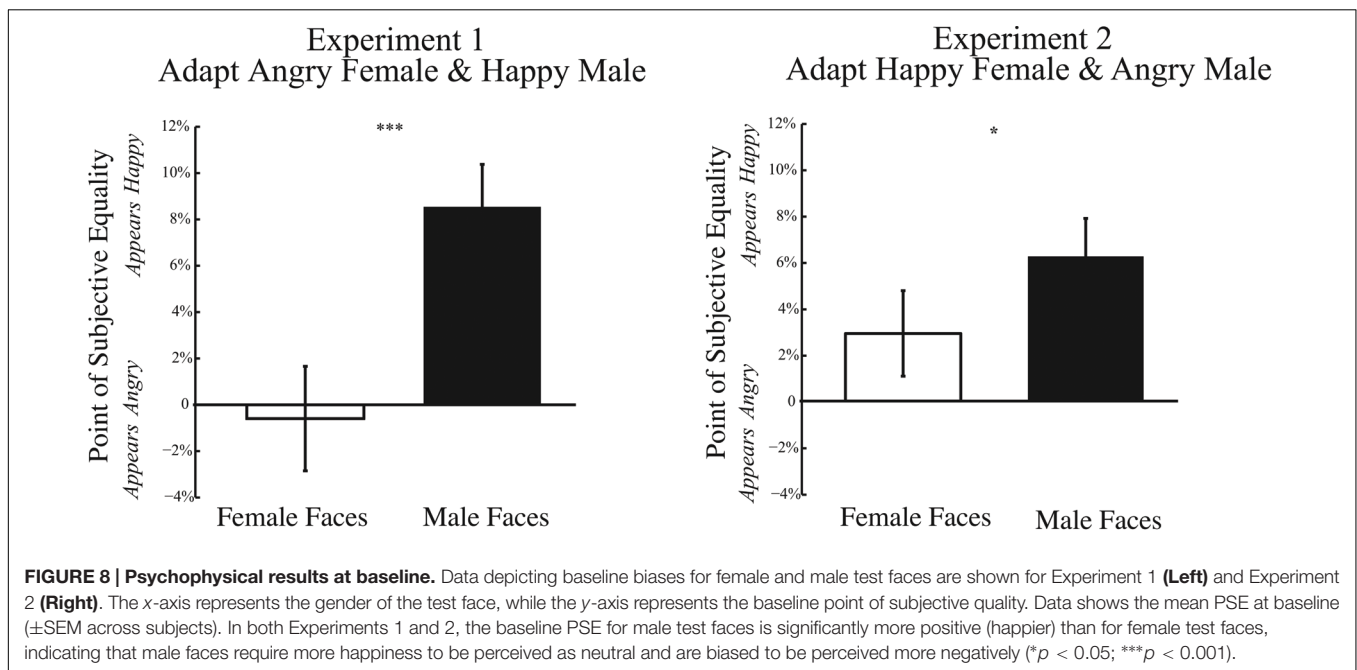 Experiment 1
Adapt Angry Female & Happy Male
***
Point of Subjective Equality
Appears Happy
Appears Angry
12%
10%
8%
6%
4%
2%
0
−2%
−4%
Female Faces Male Faces
Experiment 2
Adapt Happy Female & Angry Male
*
Point of Subjective Equality
Appears Happy
Appears Angry
12%
10%
8%
6%
4%
2%
0
−2%
−4%
Female Faces Male Faces
FIGURE 8 | Psychophysical results at baseline. Data depicting baseline biases for female and male test faces are shown for Experiment 1 (Left) and Experiment
2 (Right). The x-axis represents the gender of the test face, while the y-axis represents the baseline point of subjective quality. Data shows the mean PSE at baseline
(±SEM across subjects). In both Experiments 1 and 2, the baseline PSE for male test faces is significantly more positive (happier) than for female test faces,
indicating that male faces require more happiness to be perceived as neutral and are biased to be perceived more negatively (*p < 0.05; ***p < 0.001).